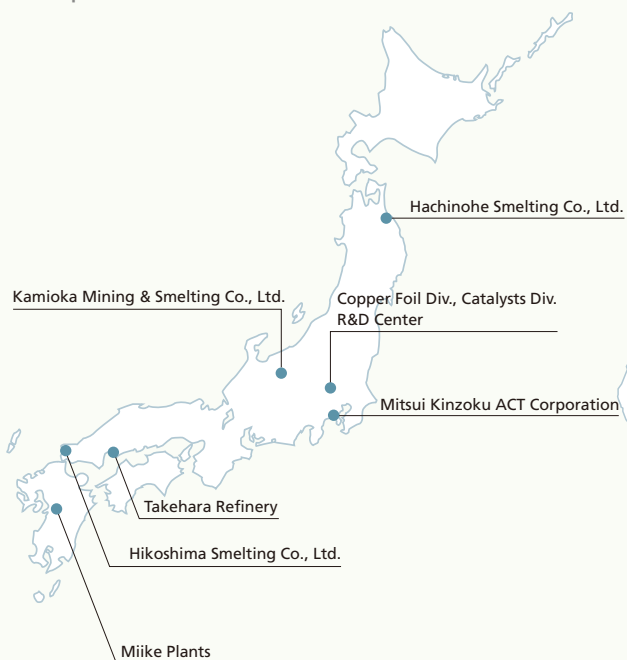 Hachinohe Smelting Co., Ltd.
Kamioka Mining & Smelting Co., Ltd.
Copper Foil Div., Catalysts Div.
R&D Center
Mitsui Kinzoku ACT Corporation
Takehara Refinery
Hikoshima Smelting Co., Ltd.
Miike Plants